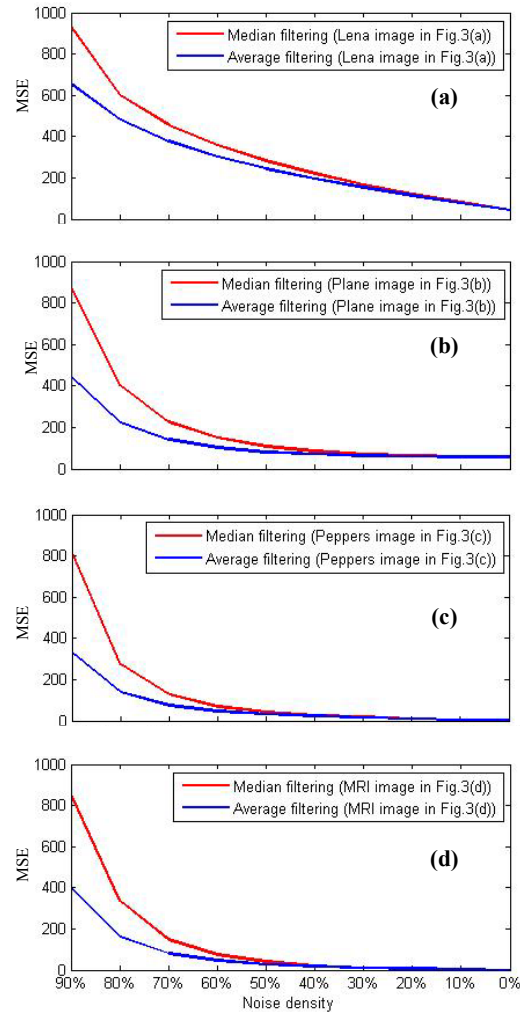 1000
800
600
400
200
0
MSE
Median filtering (Lena image in Fig.3(a))
Average filtering (Lena image in Fig.3(a))
(a)
1000
800
600
400
200
0
MSE
Median filtering (Plane image in Fig.3(b))
Average filtering (Plane image in Fig.3(b))
(b)
1000
800
600
400
200
0
MSE
Median filtering (Peppers image in Fig.3(c))
Average filtering (Peppers image in Fig.3(c))
(c)
1000
800
600
400
200
0
MSE
Median filtering (MRI image in Fig.3(d))
Average filtering (MRI image in Fig.3(d))
(d)
90% 80% 70% 60% 50% 40% 30% 20% 10% 0%
Noise density